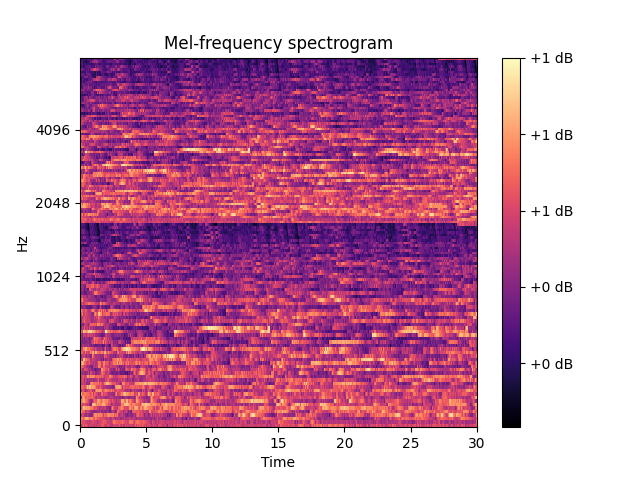 Mel-frequency spectrogram
+1 dB
4096
+1 dB
2048
+1 dB
Hz
1024
+0 dB
512
+0 dB
0
0 5 10 15 20 25 30
Time